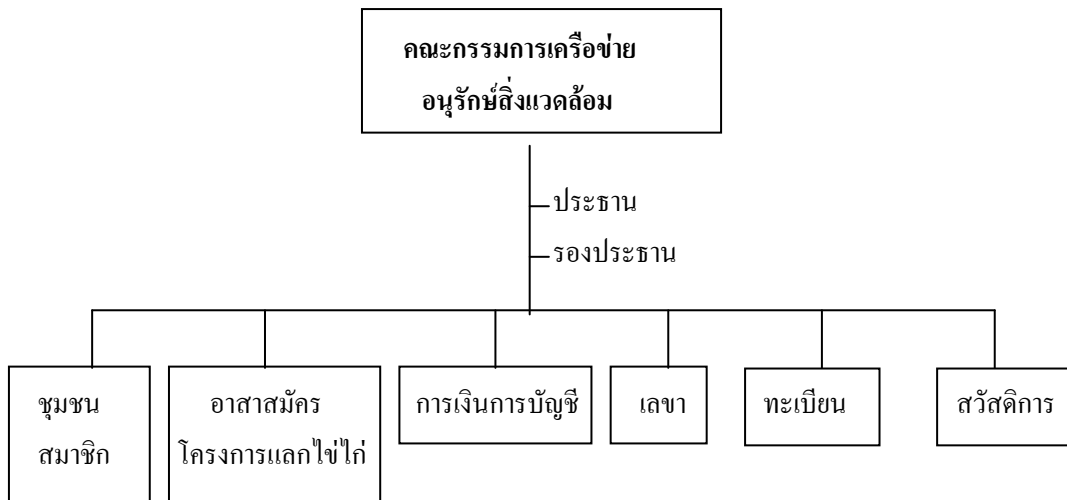 คณะกรรมการเครือข่าย
อนุรักษ์สิ่งแวดล้อม
ประธาน
รองประธาน
ชุมชน
สมาชิก
อาสาสมัคร
โครงการแลกไข่ไก่
การเงินการบัญชี
เลขา
ทะเบียน
สวัสดิการ